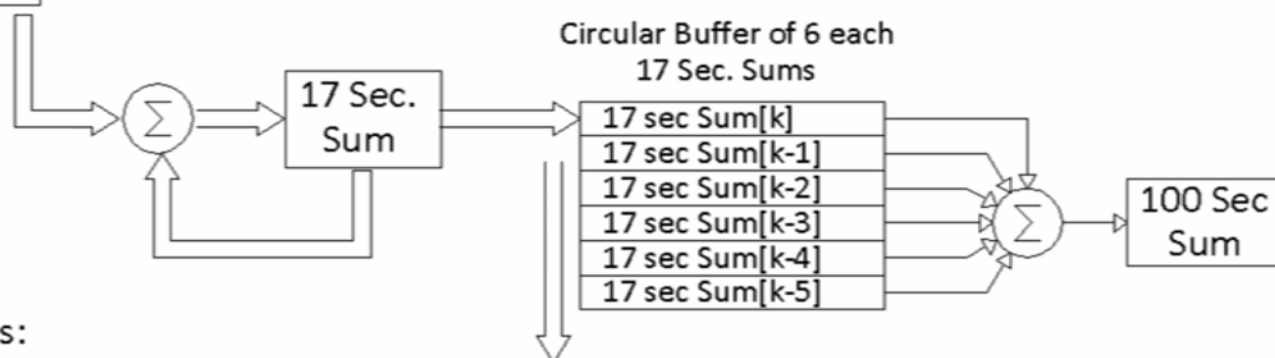 Circular Buffer of 6 each
17 Sec. Sums
Σ
17 Sec.
Sum
17 sec Sum[k]
17 sec Sum[k-1]
17 sec Sum[k-2]
17 sec Sum[k-3]
17 sec Sum[k-4]
17 sec Sum[k-5]
Σ
100 Sec
Sum
s: